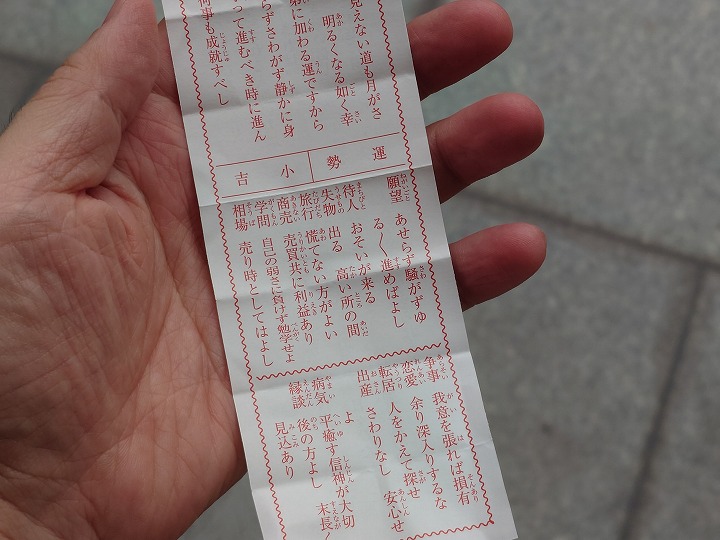 見えない道も月がさ
明るくなる如く幸
第に加わる運ですから
らずさわがず静かに身
って進むべき時に進ん
何事も成就すべし
運勢 小吉
願望 あせらず騒がずゆ
るく進めばよし
待人 おそいが来る
失物 出る 高い所の間
旅行 慌てない方がよい
商売 売買共に利益あり
学問 自己の弱さに負けず勉学せよ
相場 売り時としてはよし
争事 我意を張れば損有
恋愛 余り深入りするな
転居 人をかえて探せ
出産 さわりなし 安心せ
よ
病気 平癒す信神が大切
縁談 後の方よし 末長く
見込あり